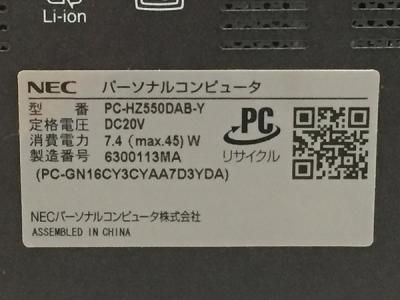 Li-ion
NEC パーソナルコンピュータ
型 番 PC-HZ550DAB-Y
定格電圧 DC20V
消費電力 7.4 (max.45) W
製造番号 6300113MA
(PC-GN16CY3CYAA7D3YDA)
PC
リサイクル
NECパーソナルコンピュータ株式会社
ASSEMBLED IN CHINA